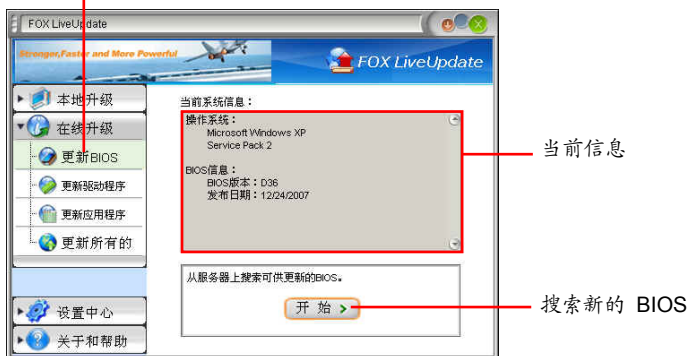 FOX LiveUpdate
Stronger,Faster and More Powerful
FOX LiveUpdate
本地升级
在线升级
更新BIOS
更新驱动程序
更新应用程序
更新所有的
设置中心
关于和帮助
当前系统信息：
操作系统：
Microsoft Windows XP
Service Pack 2
BIOS信息：
BIOS版本：D36
发布日期：12/24/2007
从服务器上搜索可供更新的BIOS。
开 始
当前信息
搜索新的 BIOS